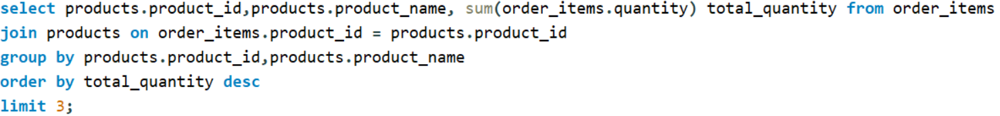 select products.product_id,products.product_name, sum(order_items.quantity) total_quantity from order_items
join products on order_items.product_id = products.product_id
group by products.product_id,products.product_name
order by total_quantity desc
limit 3;